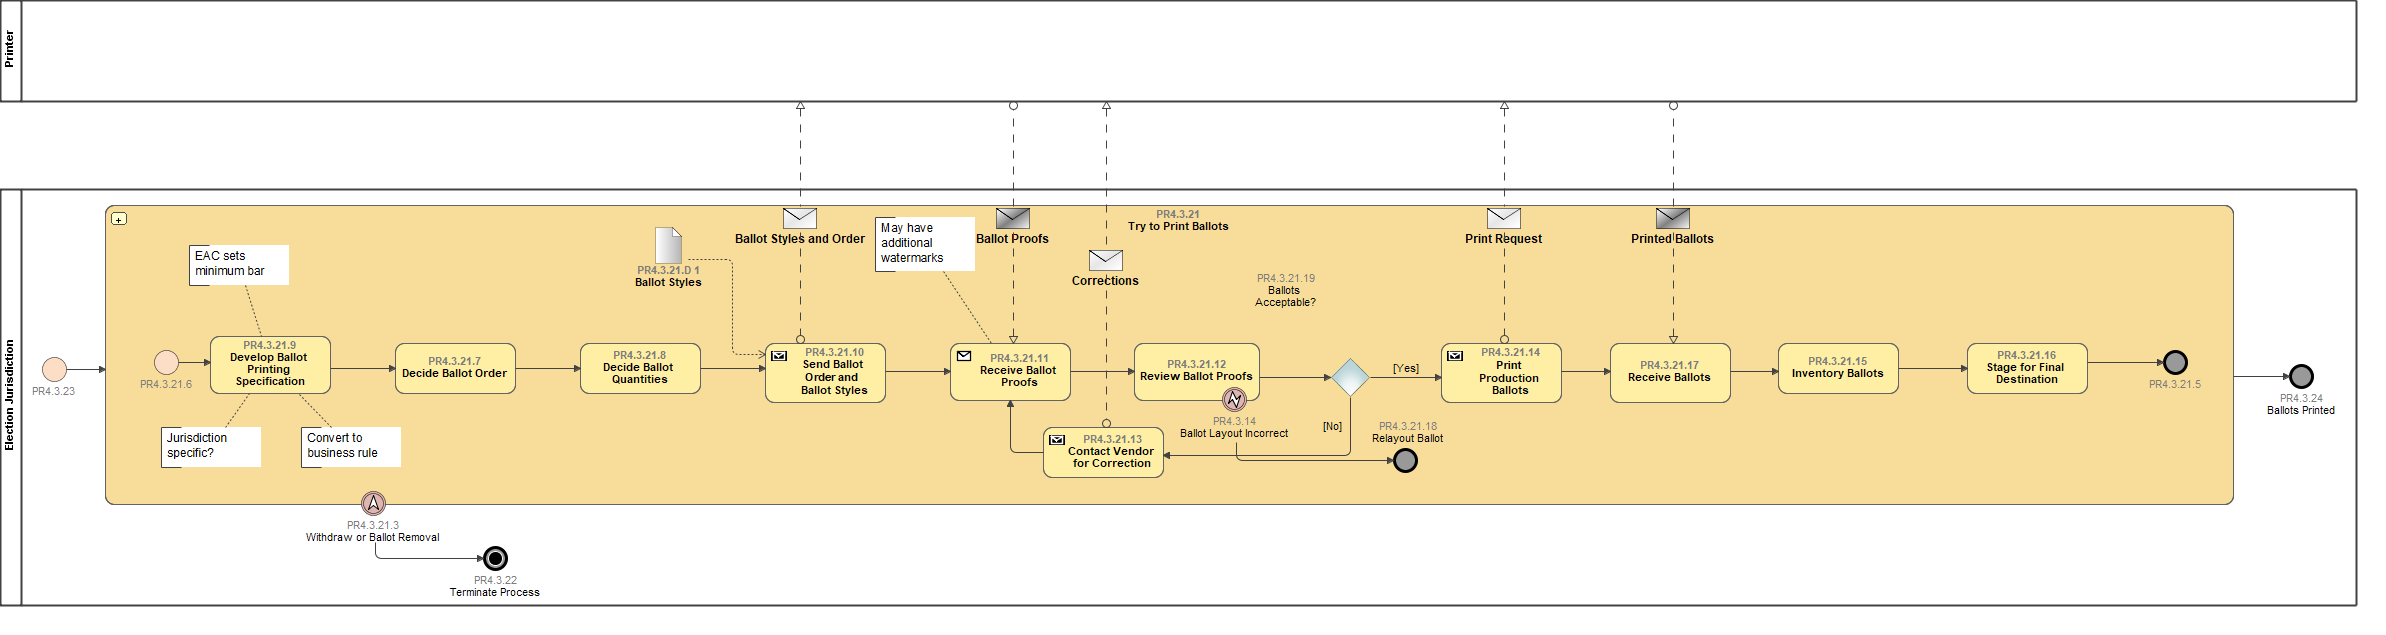 Printer
Election Jurisdiction
PR4.3.23
PR4.3.21
Try to Print Ballots
EAC sets
minimum bar
PR4.3.21.6
PR4.3.21.9
Develop Ballot
Printing
Specification
Jurisdiction
specific?
Convert to
business rule
PR4.3.21.7
Decide Ballot Order
PR4.3.21.8
Decide Ballot
Quantities
PR4.3.21.D 1
Ballot Styles
Ballot Styles and Order
PR4.3.21.10
Send Ballot
Order and
Ballot Styles
May have
additional
watermarks
Ballot Proofs
PR4.3.21.11
Receive Ballot
Proofs
Corrections
PR4.3.21.13
Contact Vendor
for Correction
PR4.3.21.12
Review Ballot Proofs
PR4.3.14
Ballot Layout Incorrect
PR4.3.21.19
Ballots
Acceptable?
[Yes]
[No]
PR4.3.21.18
Relayout Ballot
Print Request
PR4.3.21.14
Print
Production
Ballots
Printed Ballots
PR4.3.21.17
Receive Ballots
PR4.3.21.15
Inventory Ballots
PR4.3.21.16
Stage for Final
Destination
PR4.3.21.5
PR4.3.24
Ballots Printed
PR4.3.21.3
Withdraw or Ballot Removal
PR4.3.22
Terminate Process